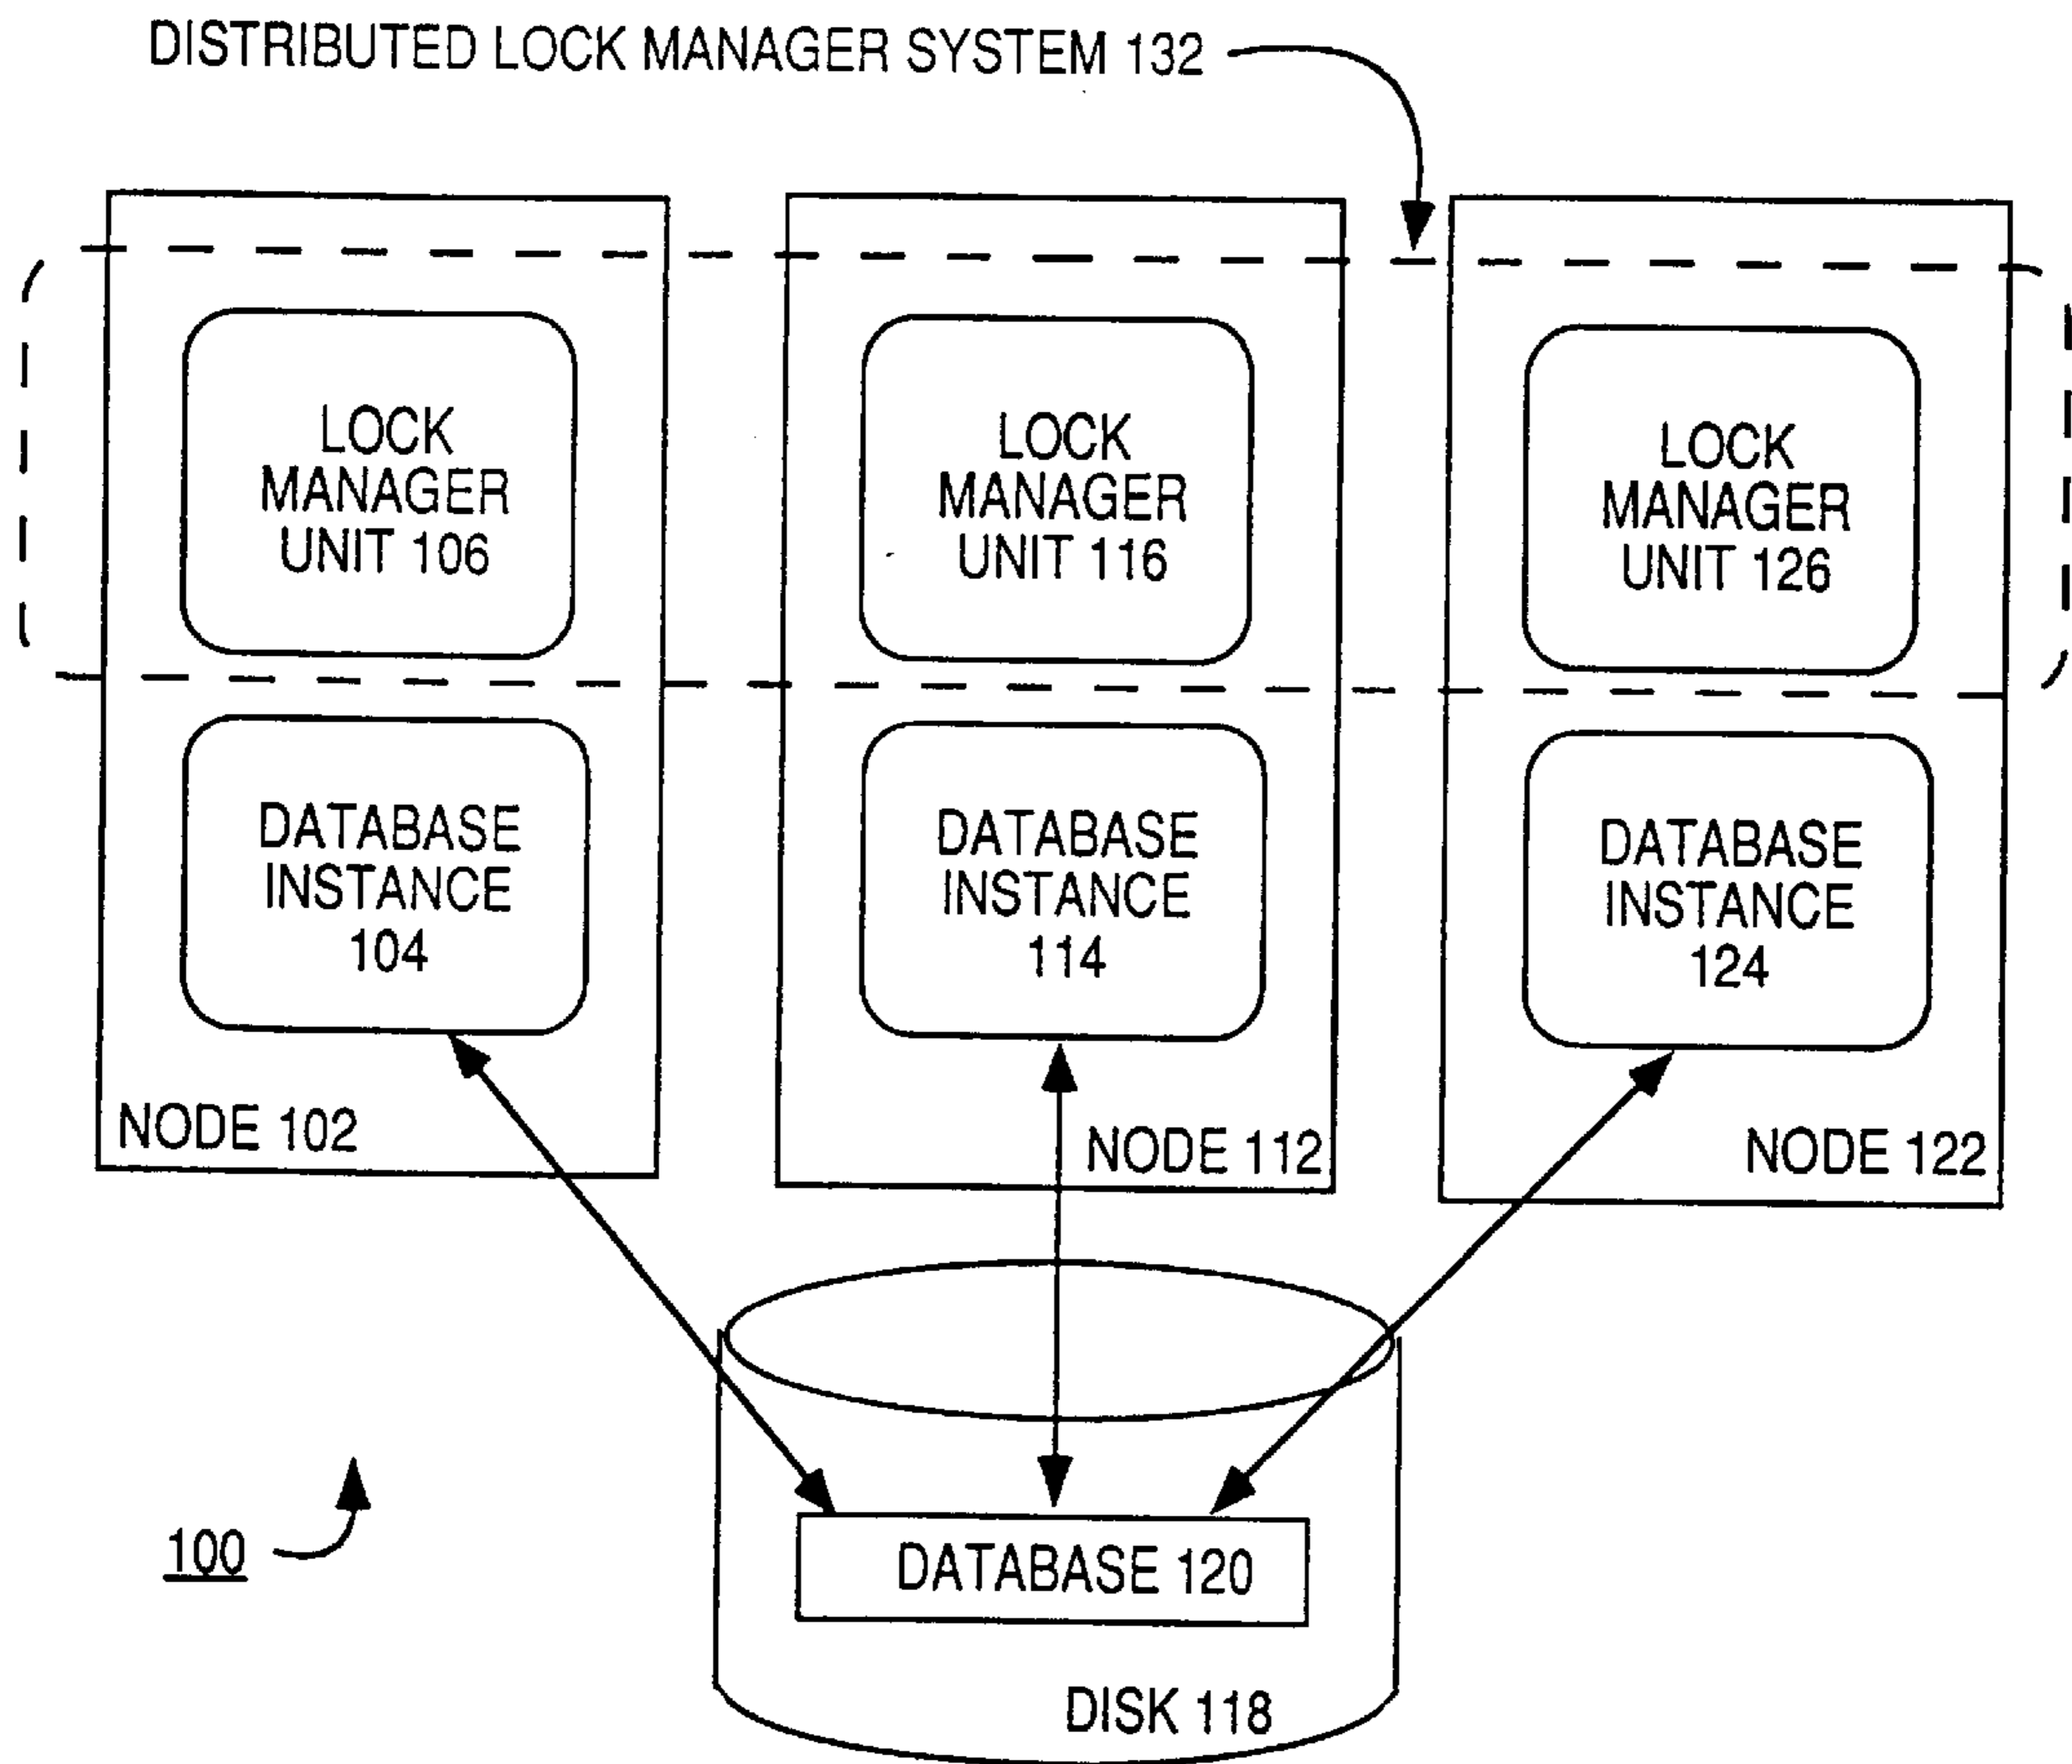 DISTRIBUTED LOCK MANAGER SYSTEM 132
LOCK
MANAGER
UNIT 106
LOCK
MANAGER
UNIT 116
LOCK
MANAGER
UNIT 126
DATABASE
INSTANCE
104
DATABASE
INSTANCE
114
DATABASE
INSTANCE
124
NODE 102
NODE 112
NODE 122
100
DATABASE 120
DISK 118